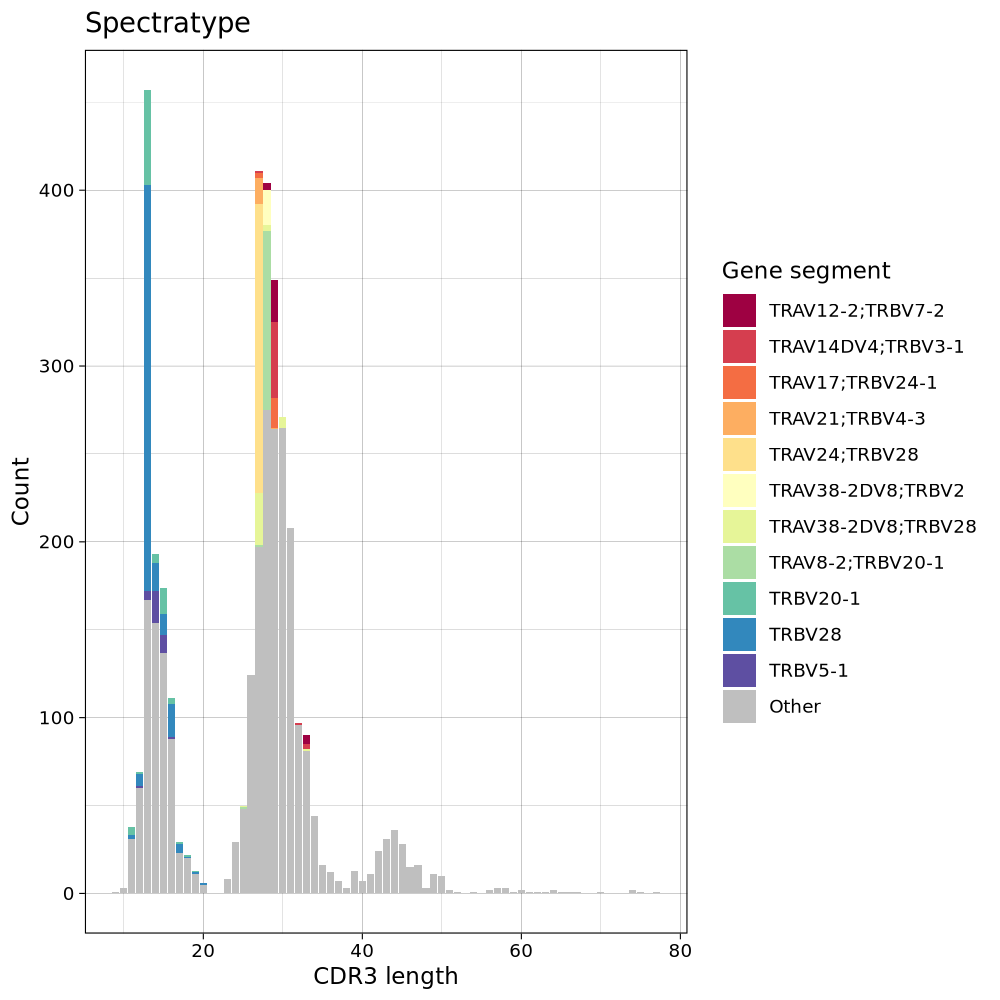 Spectratype
Count
400
300
200
100
0
20
40
60
80
CDR3 length
Gene segment
TRAV12-2;TRBV7-2
TRAV14DV4;TRBV3-1
TRAV17;TRBV24-1
TRAV21;TRBV4-3
TRAV24;TRBV28
TRAV38-2DV8;TRBV2
TRAV38-2DV8;TRBV28
TRAV8-2;TRBV20-1
TRBV20-1
TRBV28
TRBV5-1
Other